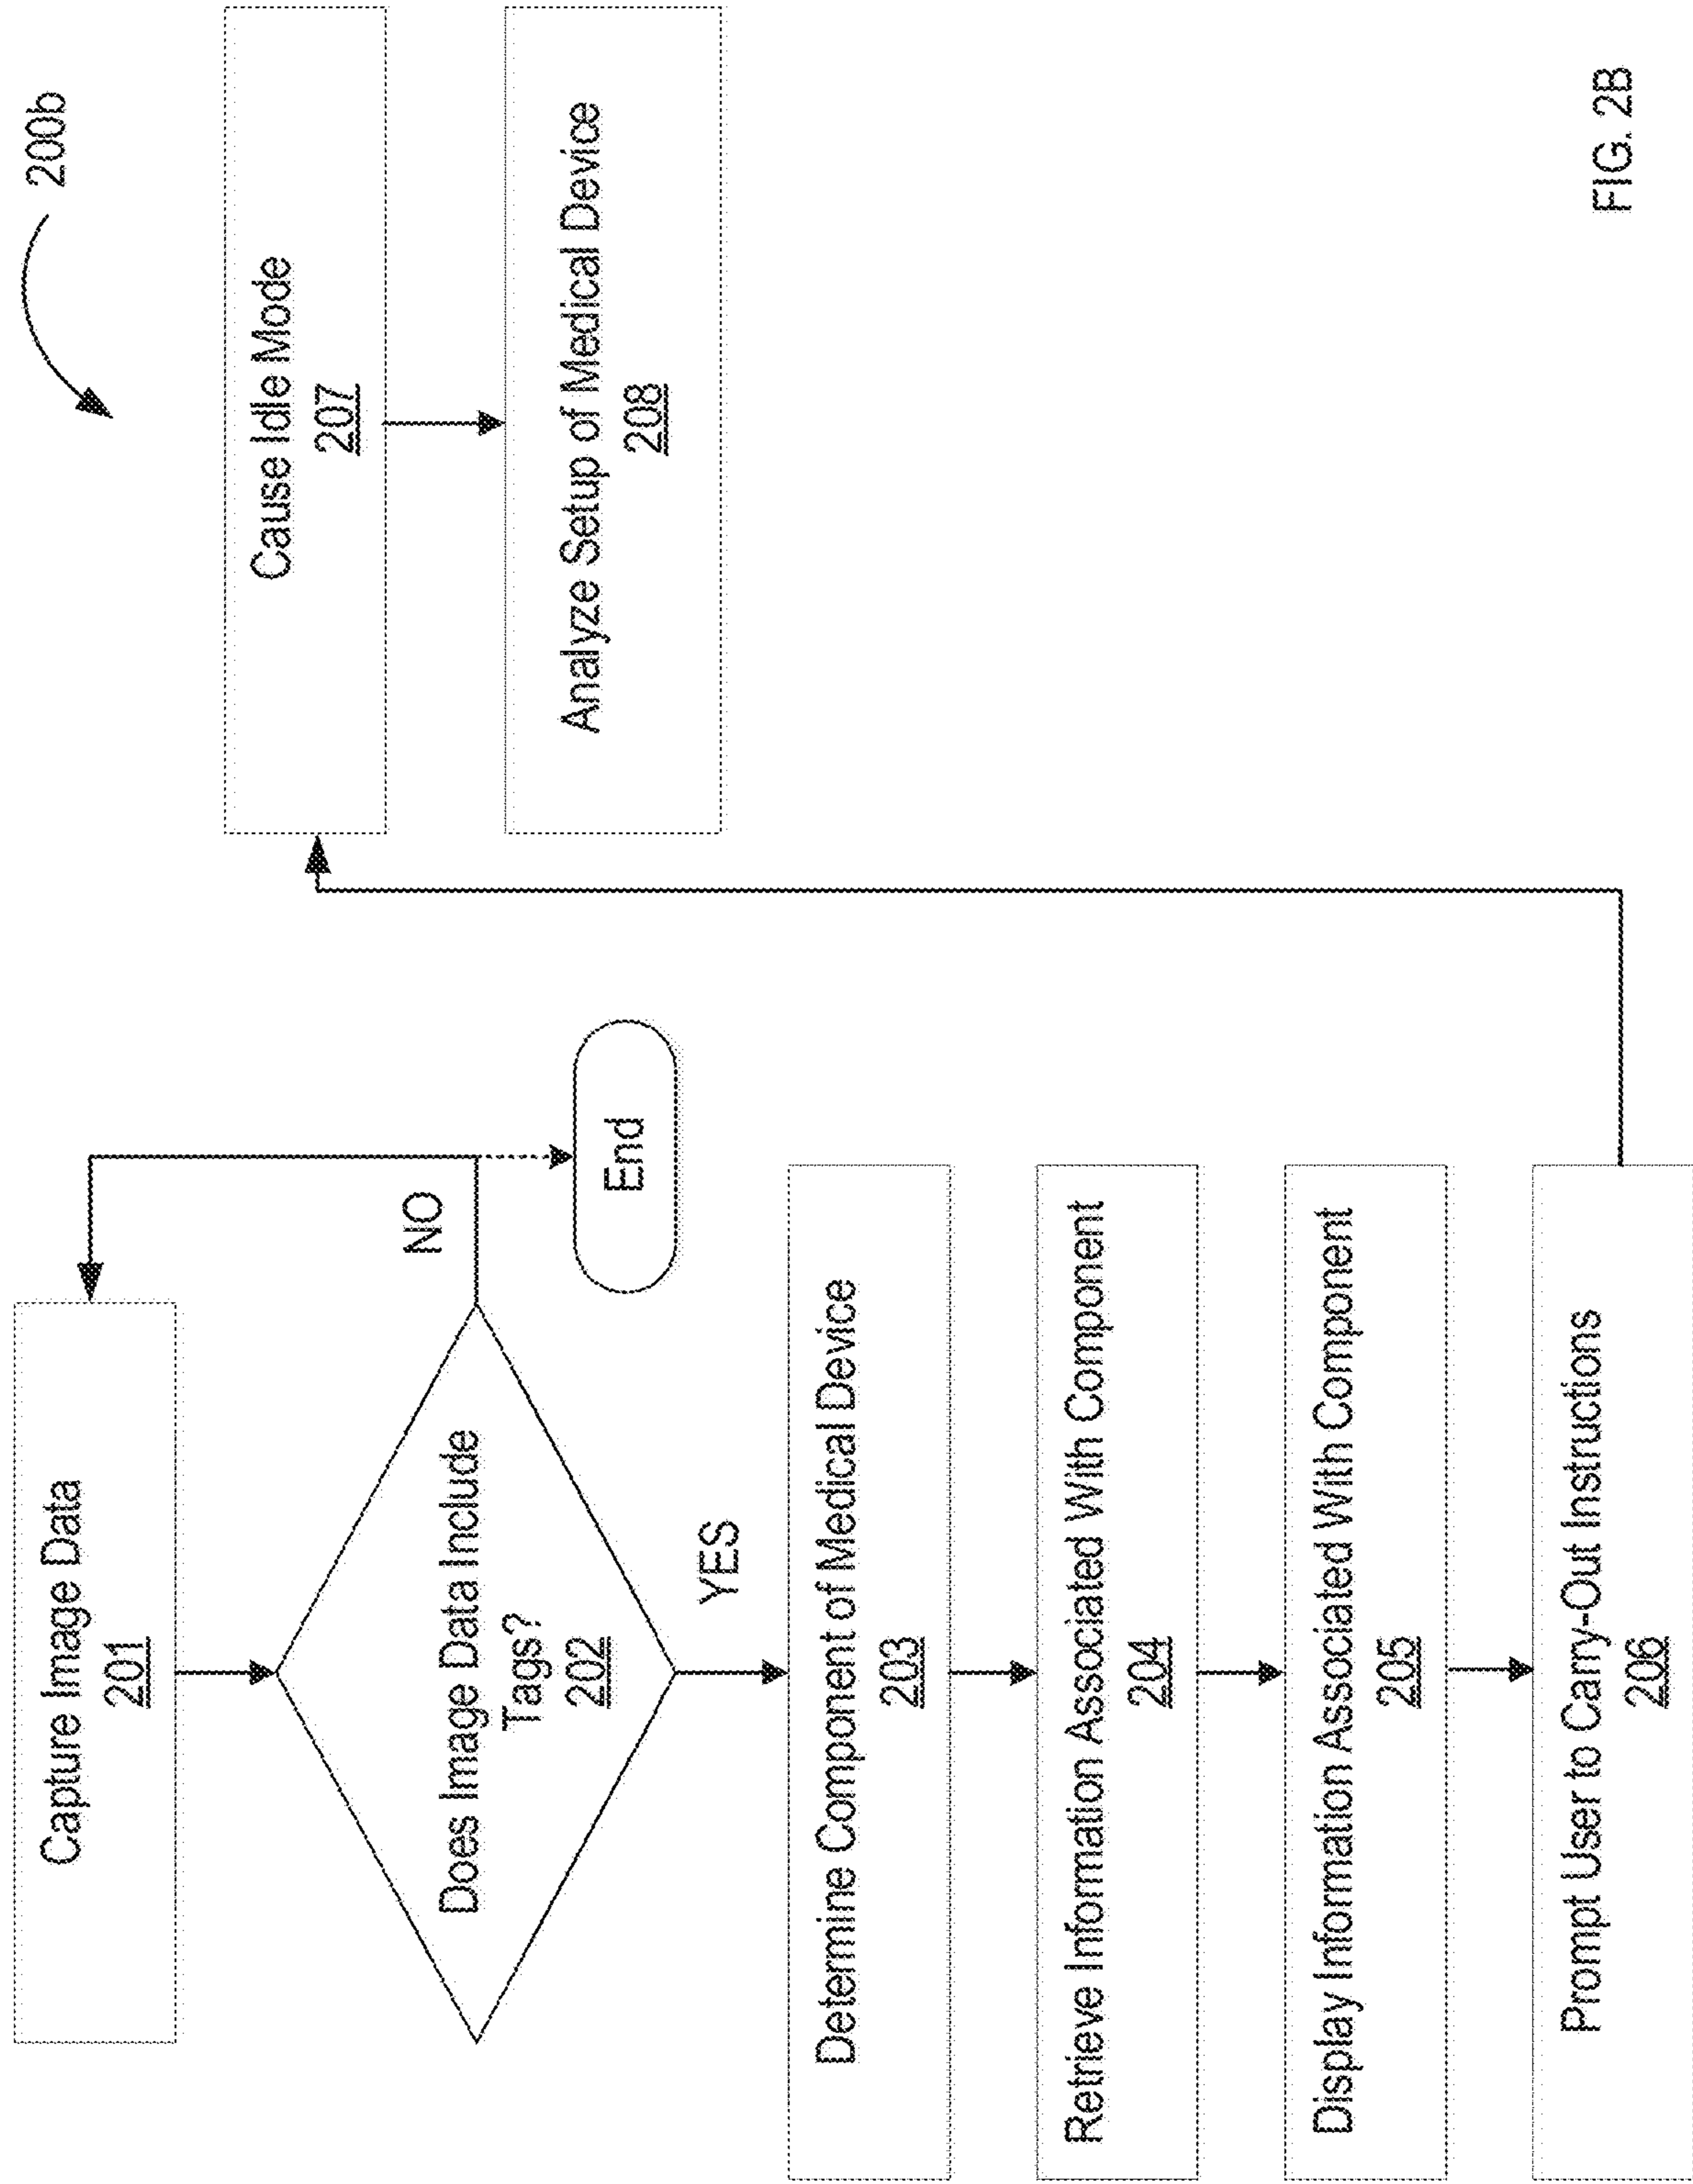 200b
Capture Image Data
201
Does Image Data Include
Tags?
202
NO
End
YES
Determine Component of Medical Device
203
Retrieve Information Associated With Component
204
Display Information Associated With Component
205
Prompt User to Carry-Out Instructions
206
Cause Idle Mode
207
Analyze Setup of Medical Device
208
FIG. 2B